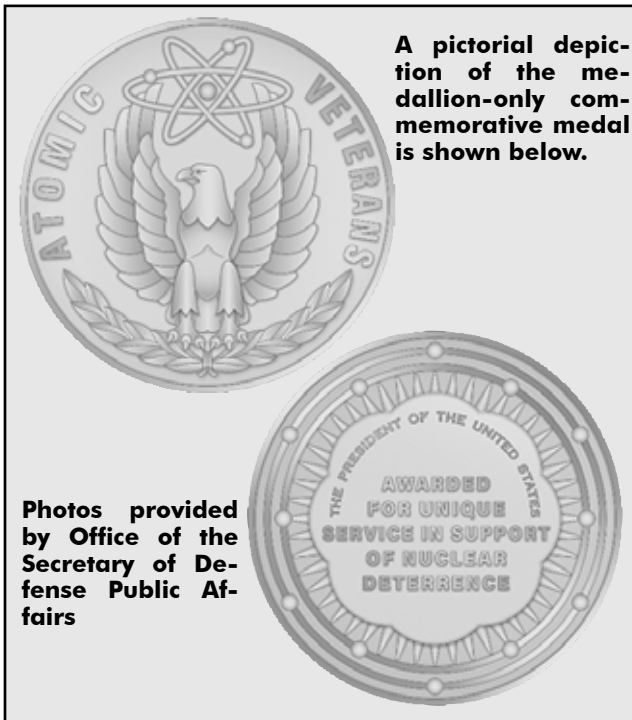 A pictorial depic-
tion of the me-
dallion-only com-
memorative medal
is shown below.
ATOMIC VETERANS
THE PRESIDENT OF THE UNITED STATES
AWARDED
FOR UNIQUE
SERVICE IN SUPPORT
OF NUCLEAR
DETERRENCE
Photos provided
by Office of the
Secretary of De-
fense Public Af-
fairs